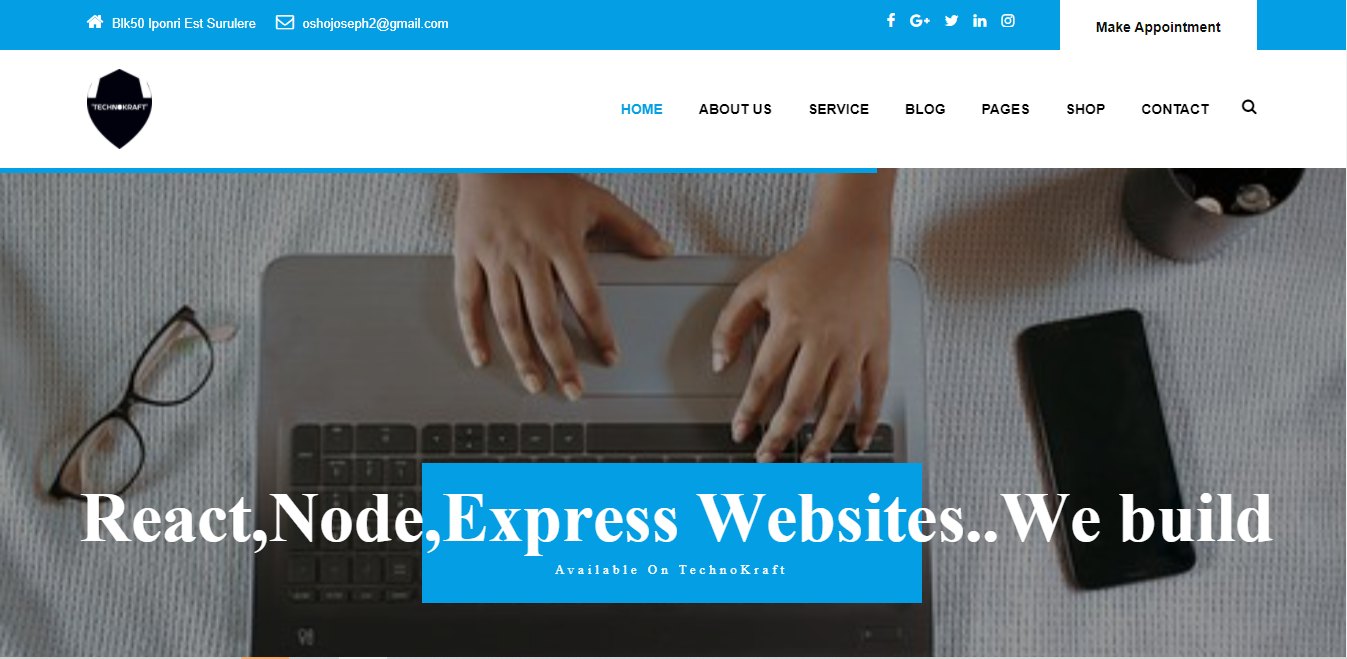 Blk50 Iponri Est Surulere oshojoseph2@gmail.com Make Appointment
"TECHNOKRAFT"
HOME ABOUT US SERVICE BLOG PAGES SHOP CONTACT
React,Node,Express Websites..We build
Available On TechnoKraft